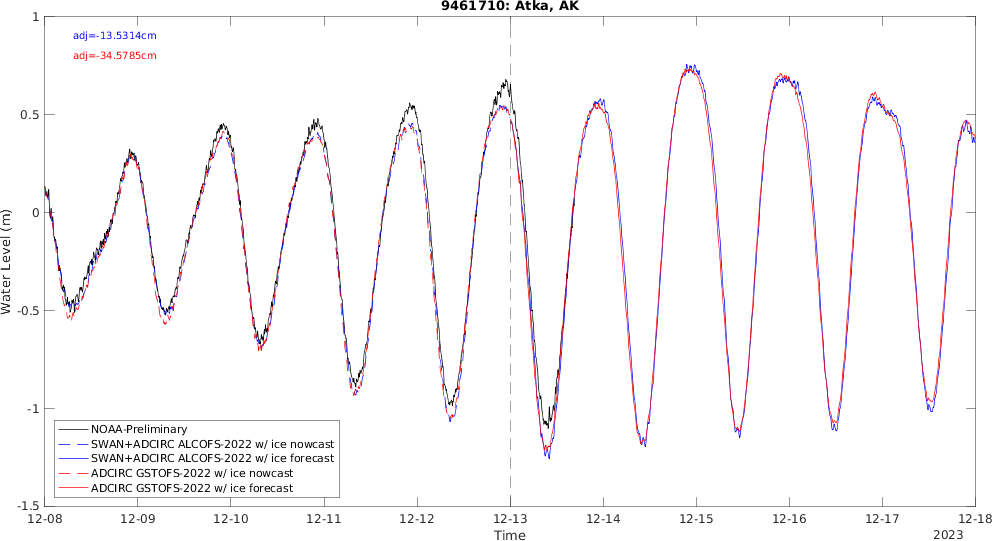 9461710: Atka, AK
adj=-13.5314cm
adj=-34.5785cm
1
0.5
0
-0.5
-1
-1.5
Water Level (m)
NOAA-Preliminary
SWAN+ADCIRC ALCOFS-2022 w/ ice nowcast
SWAN+ADCIRC ALCOFS-2022 w/ ice forecast
ADCIRC GSTOFS-2022 w/ ice nowcast
ADCIRC GSTOFS-2022 w/ ice forecast
12-08 12-09 12-10 12-11 12-12 12-13 12-14 12-15 12-16 12-17 12-18
Time
2023